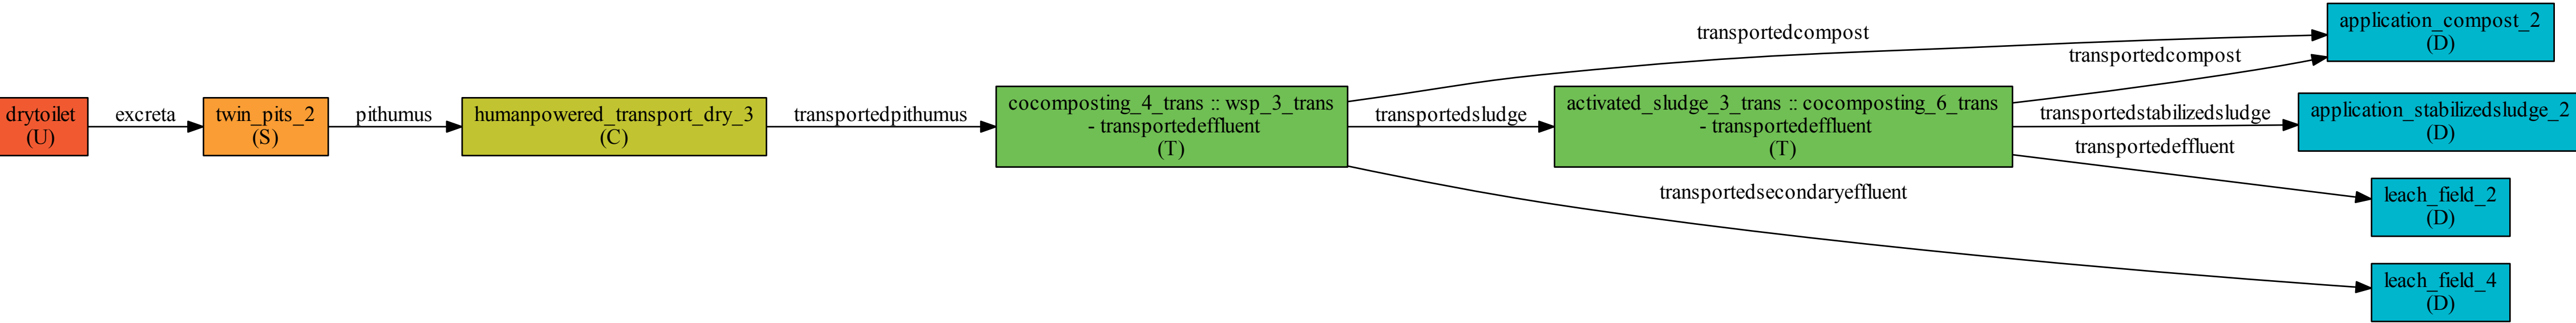 drytoilet
(U)
excreta
twin_pits_2
(S)
pithumus
humanpowered_transport_dry_3
(C)
transportedpithumus
cocomposting_4_trans :: wsp_3_trans
- transportedeffluent
(T)
transportedcompost
transportedsludge
transportedsecondaryeffluent
activated_sludge_3_trans :: cocomposting_6_trans
- transportedeffluent
(T)
transportedcompost
transportedstabilizedsludge
transportedeffluent
application_compost_2
(D)
application_stabilizedsludge_2
(D)
leach_field_2
(D)
leach_field_4
(D)